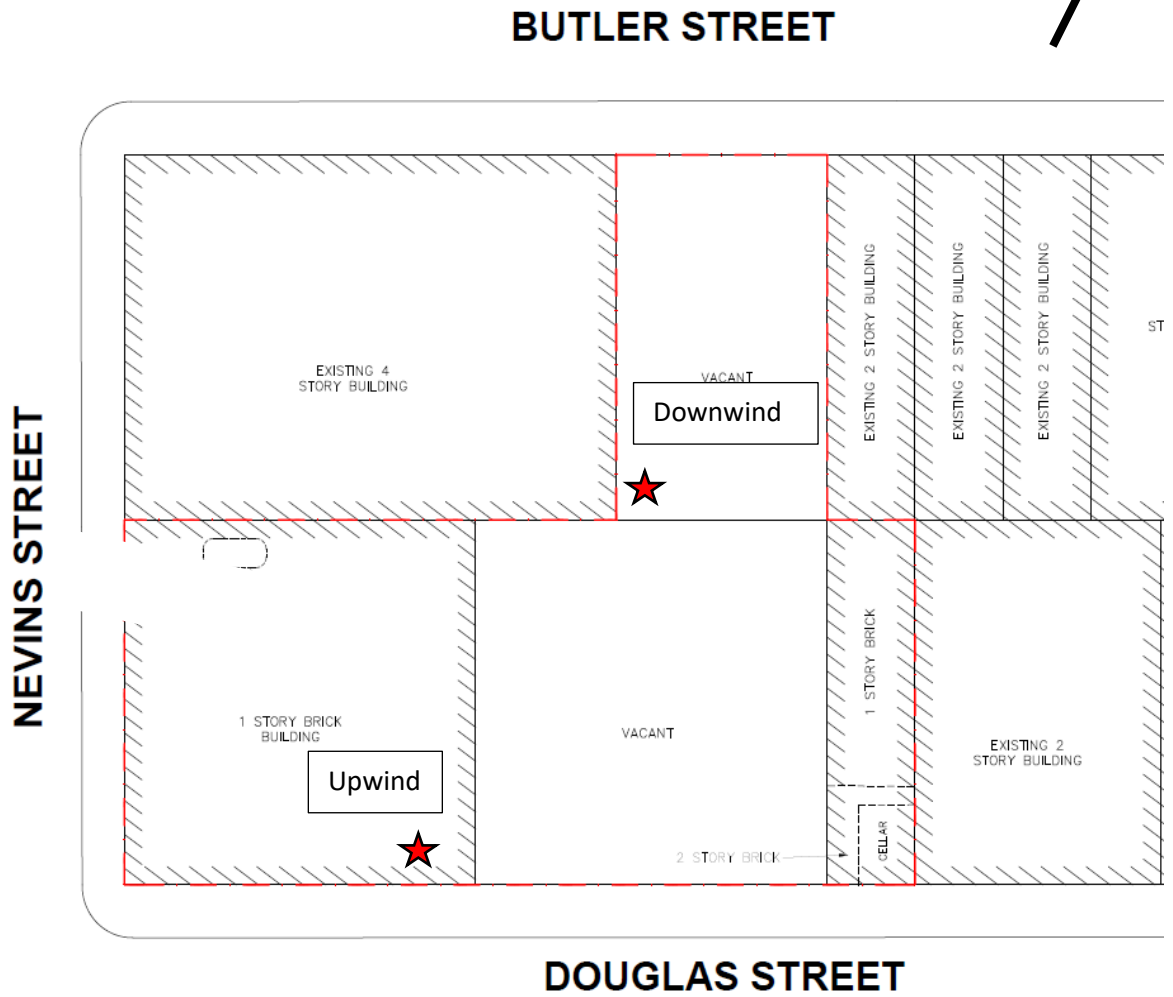 BUTLER STREET
EXISTING 4
STORY BUILDING
VACANT
Downwind
EXISTING 2 STORY BUILDING
EXISTING 2 STORY BUILDING
EXISTING 2 STORY BUILDING
ST
NEVINS STREET
1 STORY BRICK
BUILDING
Upwind
VACANT
1 STORY BRICK
2 STORY BRICK
CELLAR
EXISTING 2
STORY BUILDING
DOUGLAS STREET